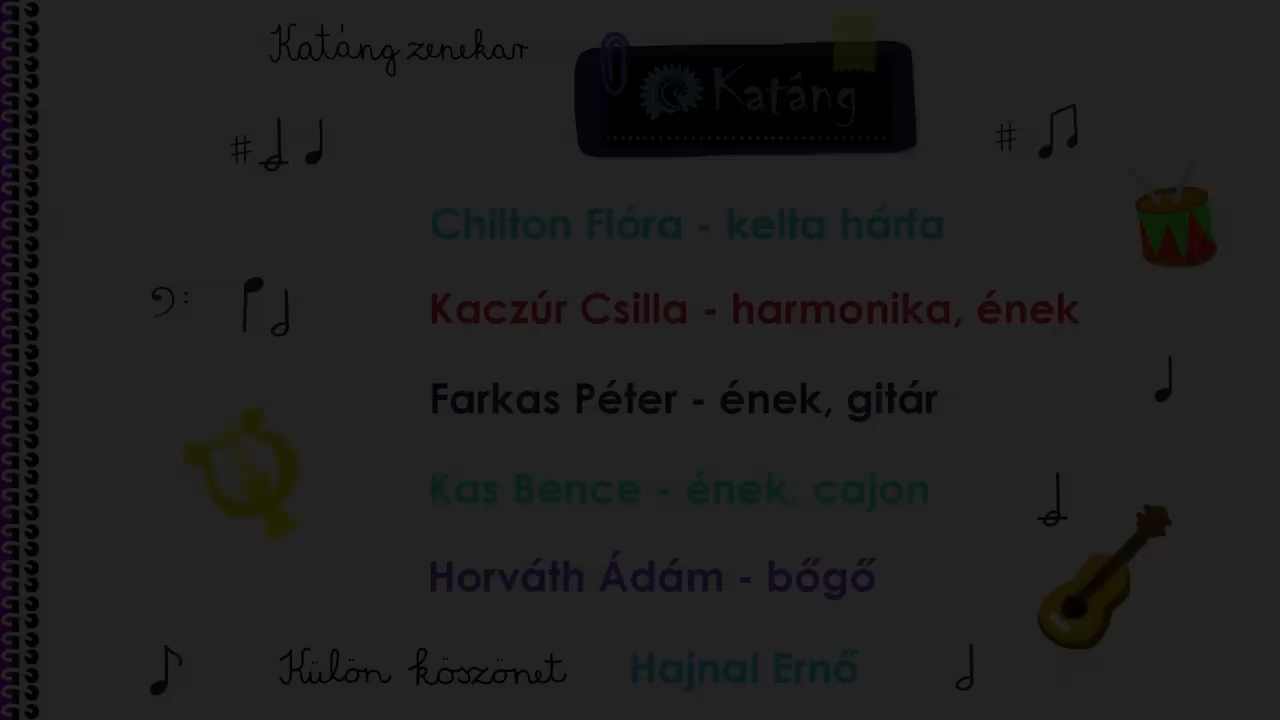 Katáng zenekar
Katáng
Chilton Flóra - kelta hárfa
Kaczúr Csilla - harmonika, ének
Farkas Péter - ének, gitár
Kas Bence - ének, cajon
Horváth Ádám - bőgő
Külön köszönet Hajnal Ernő